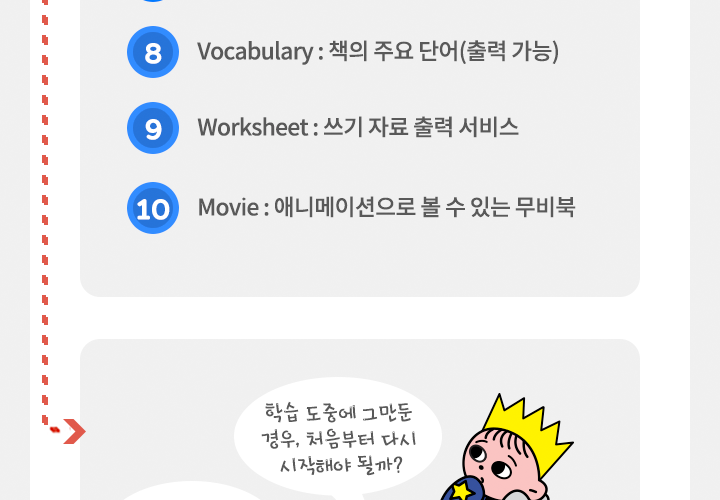 8 Vocabulary : 책의 주요 단어(출력 가능)
9 Worksheet : 쓰기 자료 출력 서비스
10 Movie : 애니메이션으로 볼 수 있는 무비북
학습 도중에 그만둔
경우, 처음부터 다시
시작해야 될까?